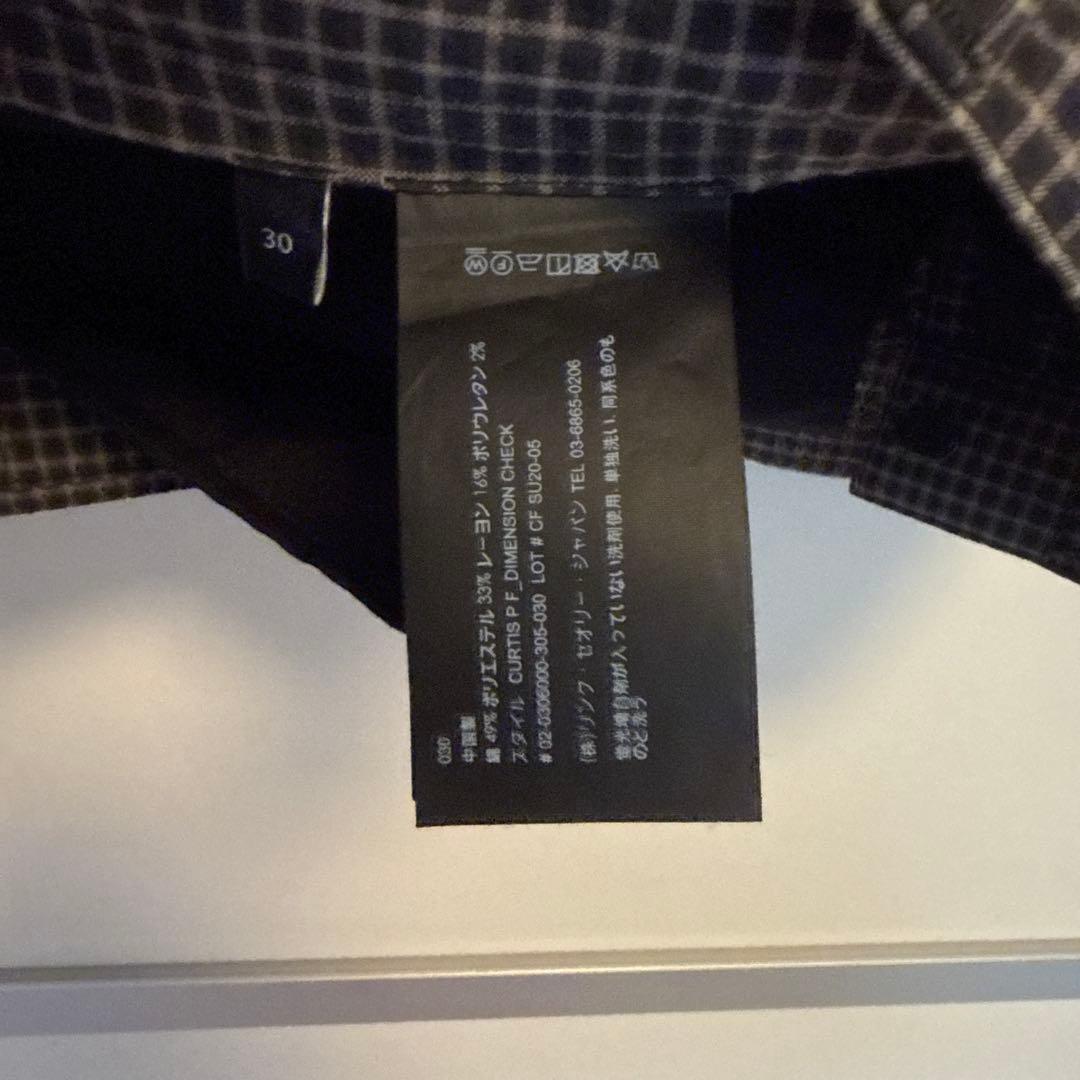 30
030
中国製
綿 49% ポリエステル 33% レーヨン 16% ポリウレタン 2%
スタイル CURTIS P F_DIMENSION CHECK
# 02-0306000-305-030 LOT # CF SU20-05
(株)リンク・セオリー・ジャパン TEL 03-6865-0206
蛍光増白剤が入っていない洗剤使用. 単独洗い. 同系色のも
のと洗う